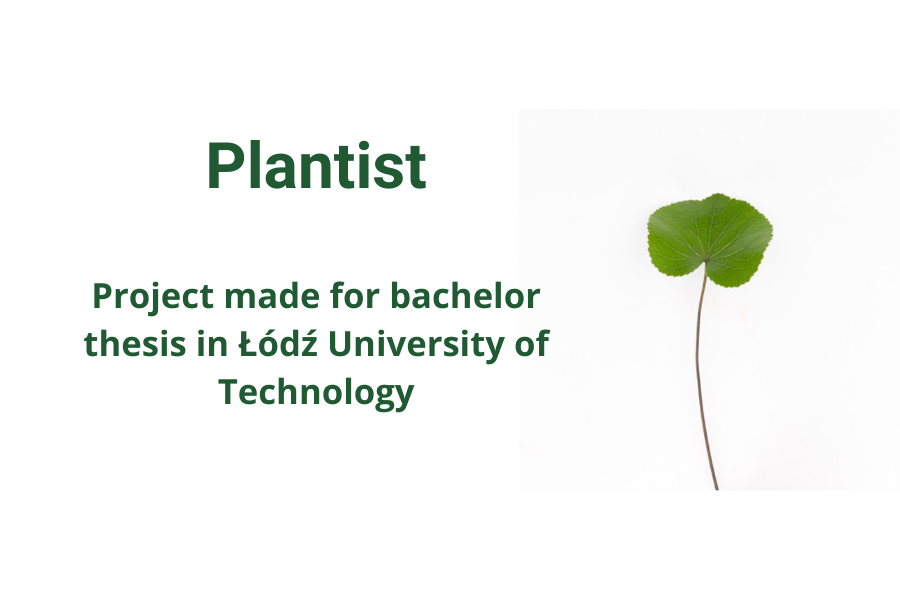 Plantist
Project made for bachelor
thesis in Łódź University of
Technology